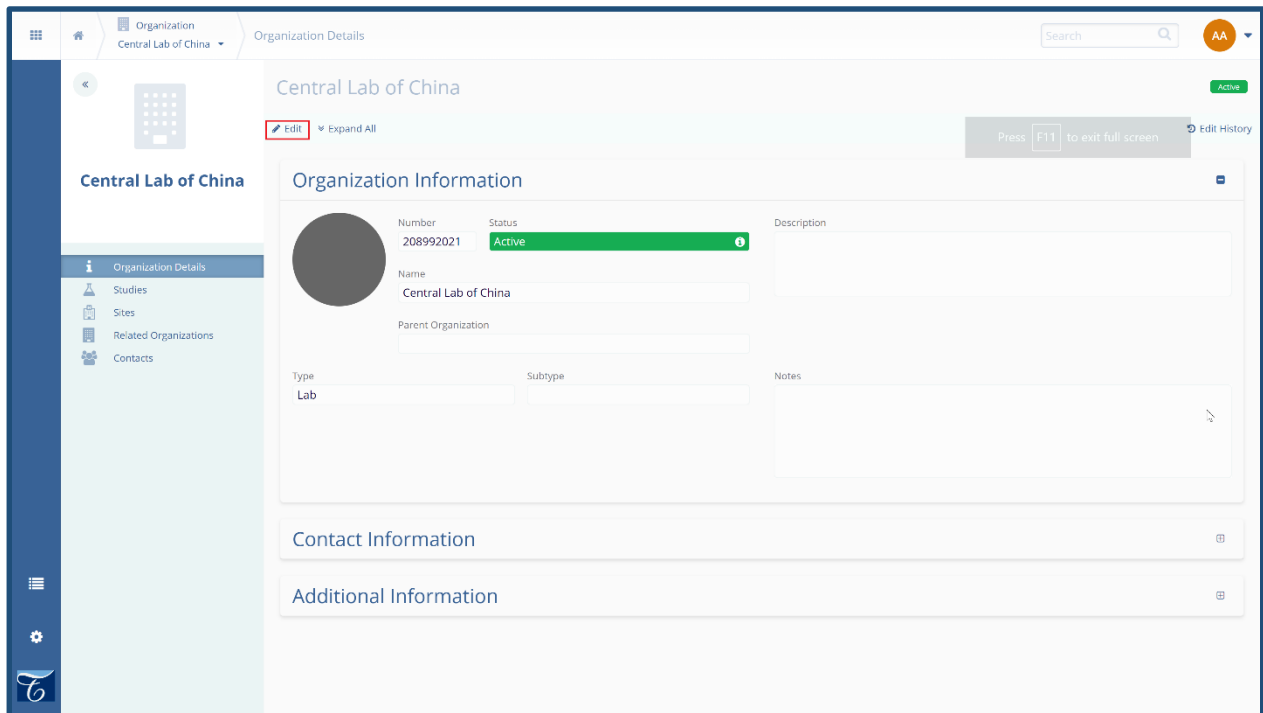 Organization
Central Lab of China
Organization Details
Search
AA
Central Lab of China
Active
Edit
Expand All
Press F11 to exit full screen
Edit History
Central Lab of China
Organization Details
Studies
Sites
Related Organizations
Contacts
Organization Information
Number
Status
Description
208992021
Active
Name
Central Lab of China
Parent Organization
Type
Subtype
Notes
Lab
Contact Information
Additional Information